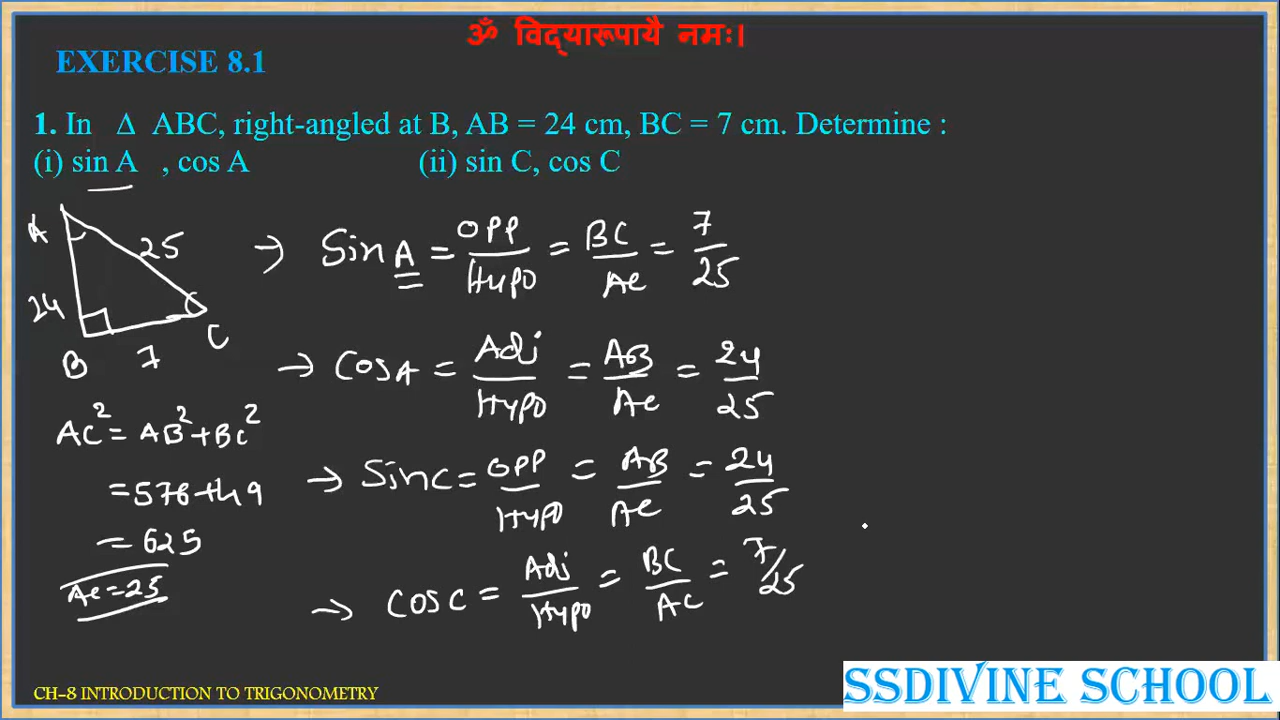 ॐ विद्यारूपायै नमः।
EXERCISE 8.1
1. In Δ ABC, right-angled at B, AB = 24 cm, BC = 7 cm. Determine :
(i) sin A , cos A (ii) sin C, cos C
A
25
24
B
7
C
AC² = AB² + BC²
= 576 + 49
= 625
AC = 25
→ Sin A = OPP/Hypo = BC/AC = 7/25
→ COSA = Adj/Hypo = AB/AC = 24/25
→ Sinc = OPP/Hypo = AB/AC = 24/25
→ COSC = Adj/Hypo = BC/AC = 7/25
CH-8 INTRODUCTION TO TRIGONOMETRY
SSDIVINE SCHOOL